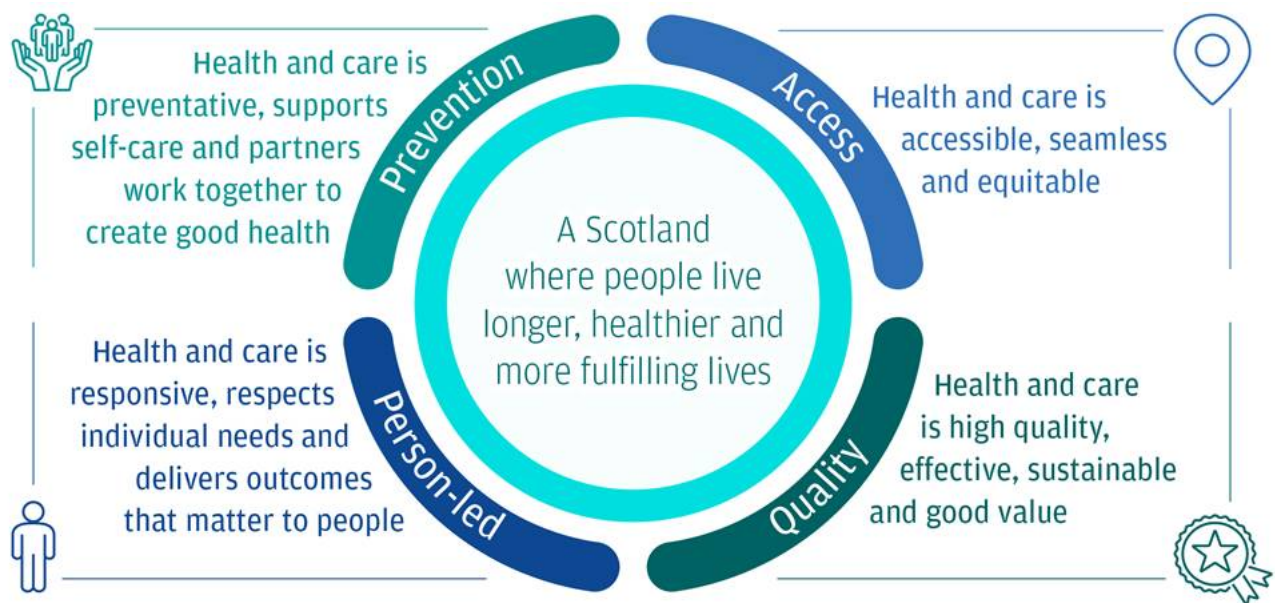 Prevention
Health and care is
preventative, supports
self-care and partners
work together to
create good health
Access
Health and care is
accessible, seamless
and equitable
A Scotland
where people live
longer, healthier and
more fulfilling lives
Person-led
Health and care is
responsive, respects
individual needs and
delivers outcomes
that matter to people
Quality
Health and care
is high quality,
effective, sustainable
and good value